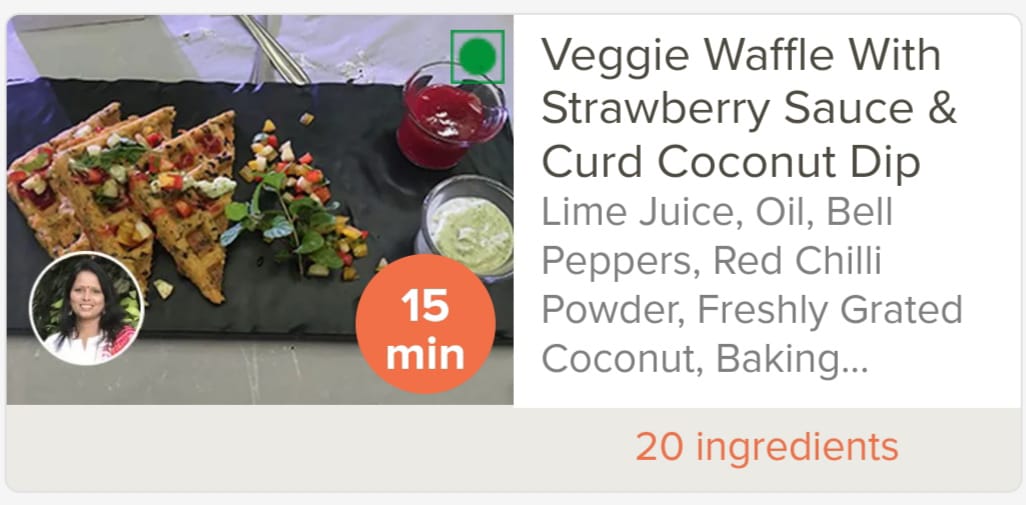 Veggie Waffle With
Strawberry Sauce &
Curd Coconut Dip
Lime Juice, Oil, Bell
Peppers, Red Chilli
Powder, Freshly Grated
Coconut, Baking...
15
min
20 ingredients